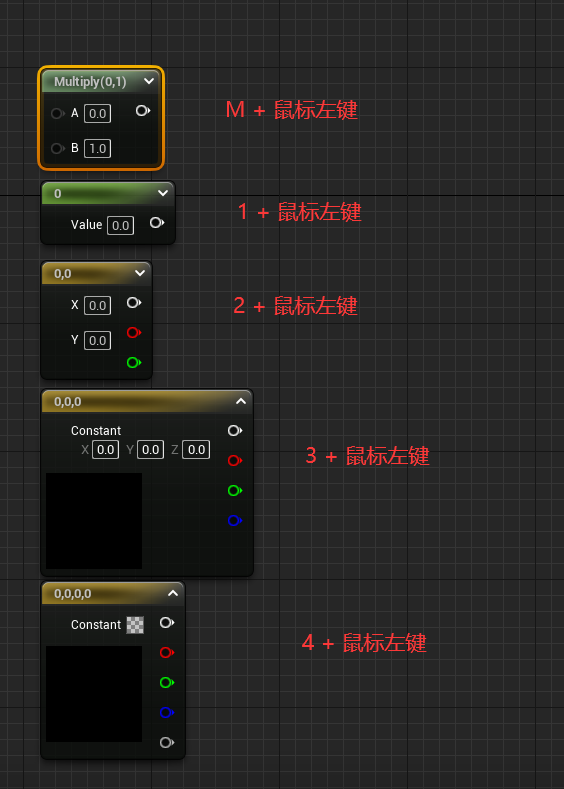 Multiply(0,1)
A 0.0
M + 鼠标左键
B 1.0
0
Value 0.0
1 + 鼠标左键
0,0
X 0.0
2 + 鼠标左键
Y 0.0
0,0,0
Constant
X 0.0 Y 0.0 Z 0.0
3 + 鼠标左键
0,0,0,0
Constant
4 + 鼠标左键